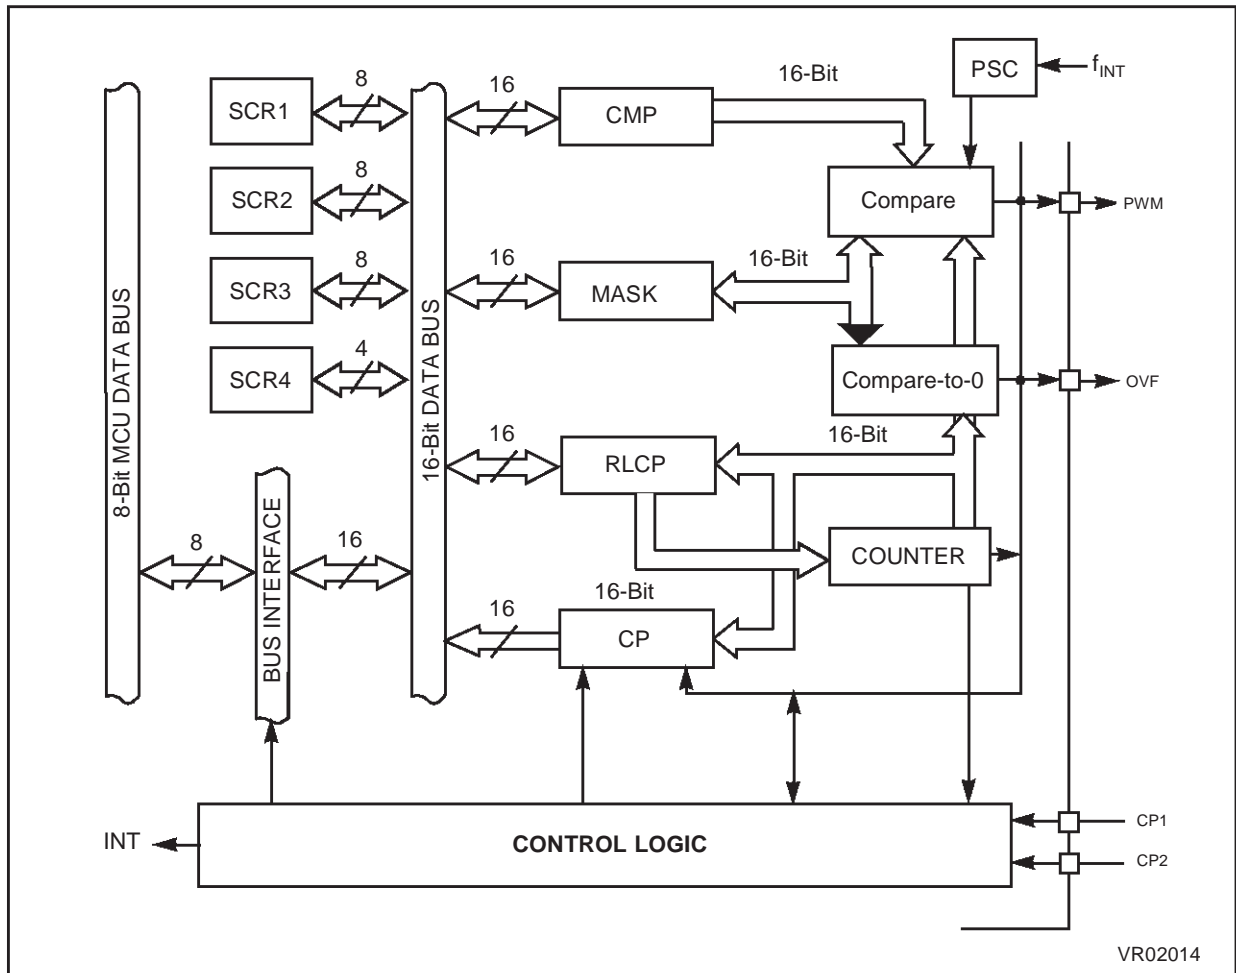 16-Bit
PSC
fINT
8
16
SCR1
CMP
8
SCR2
Compare
PWM
8
16
16-Bit
SCR3
MASK
4
SCR4
Compare-to-0
OVF
8-Bit MCU DATA BUS
16-Bit DATA BUS
16
16-Bit
RLCP
BUS INTERFACE
8
16
COUNTER
16
16-Bit
CP
INT
CONTROL LOGIC
CP1
CP2
VR02014